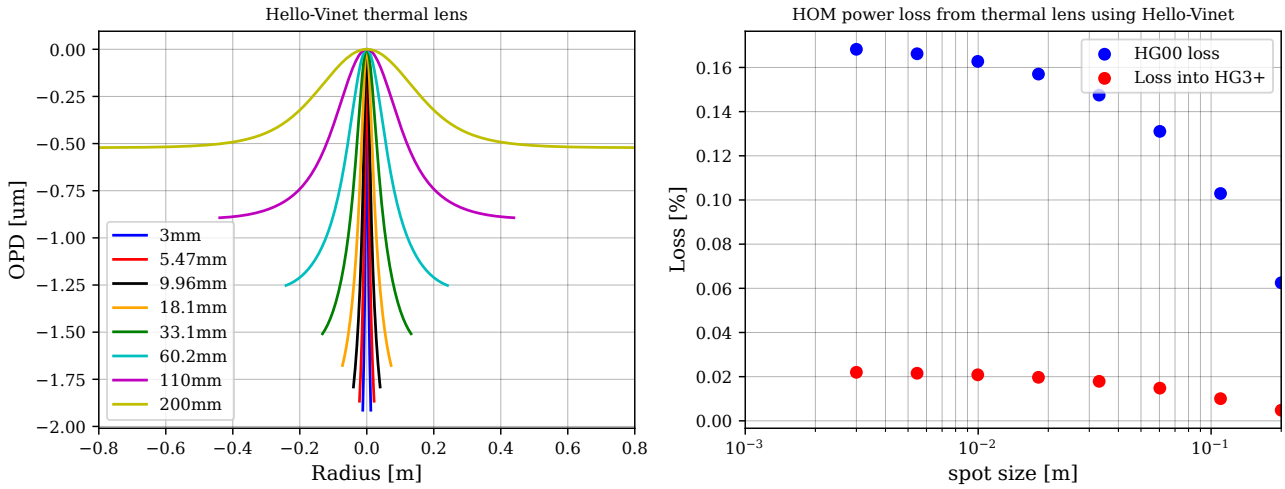 Hello-Vinet thermal lens
OPD [um]
0.00
−0.25
−0.50
−0.75
−1.00
−1.25
−1.50
−1.75
−2.00
3mm
5.47mm
9.96mm
18.1mm
33.1mm
60.2mm
110mm
200mm
−0.8 −0.6 −0.4 −0.2 0.0 0.2 0.4 0.6 0.8
Radius [m]
HOM power loss from thermal lens using Hello-Vinet
Loss [%]
0.16
0.14
0.12
0.10
0.08
0.06
0.04
0.02
0.00
HG00 loss
Loss into HG3+
10⁻³ 10⁻² 10⁻¹
spot size [m]